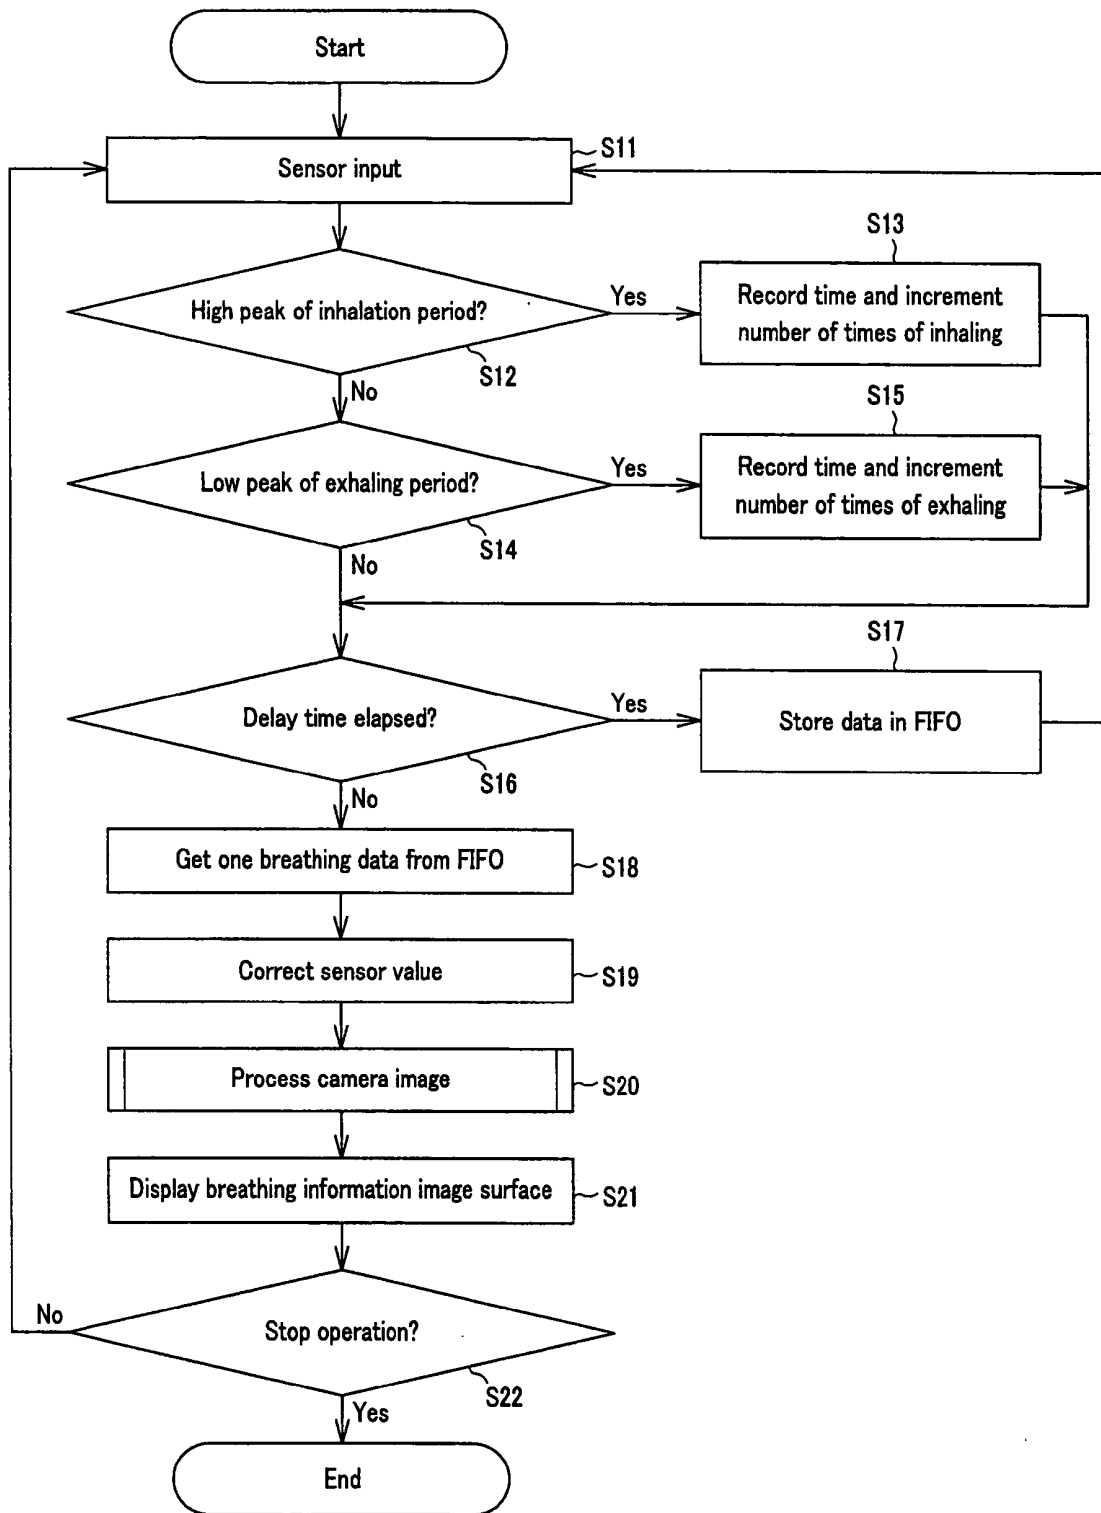 Start
Sensor input
S11
High peak of inhalation period?
S12
Yes
S13
Record time and increment
number of times of inhaling
No
Low peak of exhaling period?
S14
Yes
S15
Record time and increment
number of times of exhaling
No
Delay time elapsed?
S16
Yes
S17
Store data in FIFO
No
Get one breathing data from FIFO
S18
Correct sensor value
S19
Process camera image
S20
Display breathing information image surface
S21
No
Stop operation?
S22
Yes
End